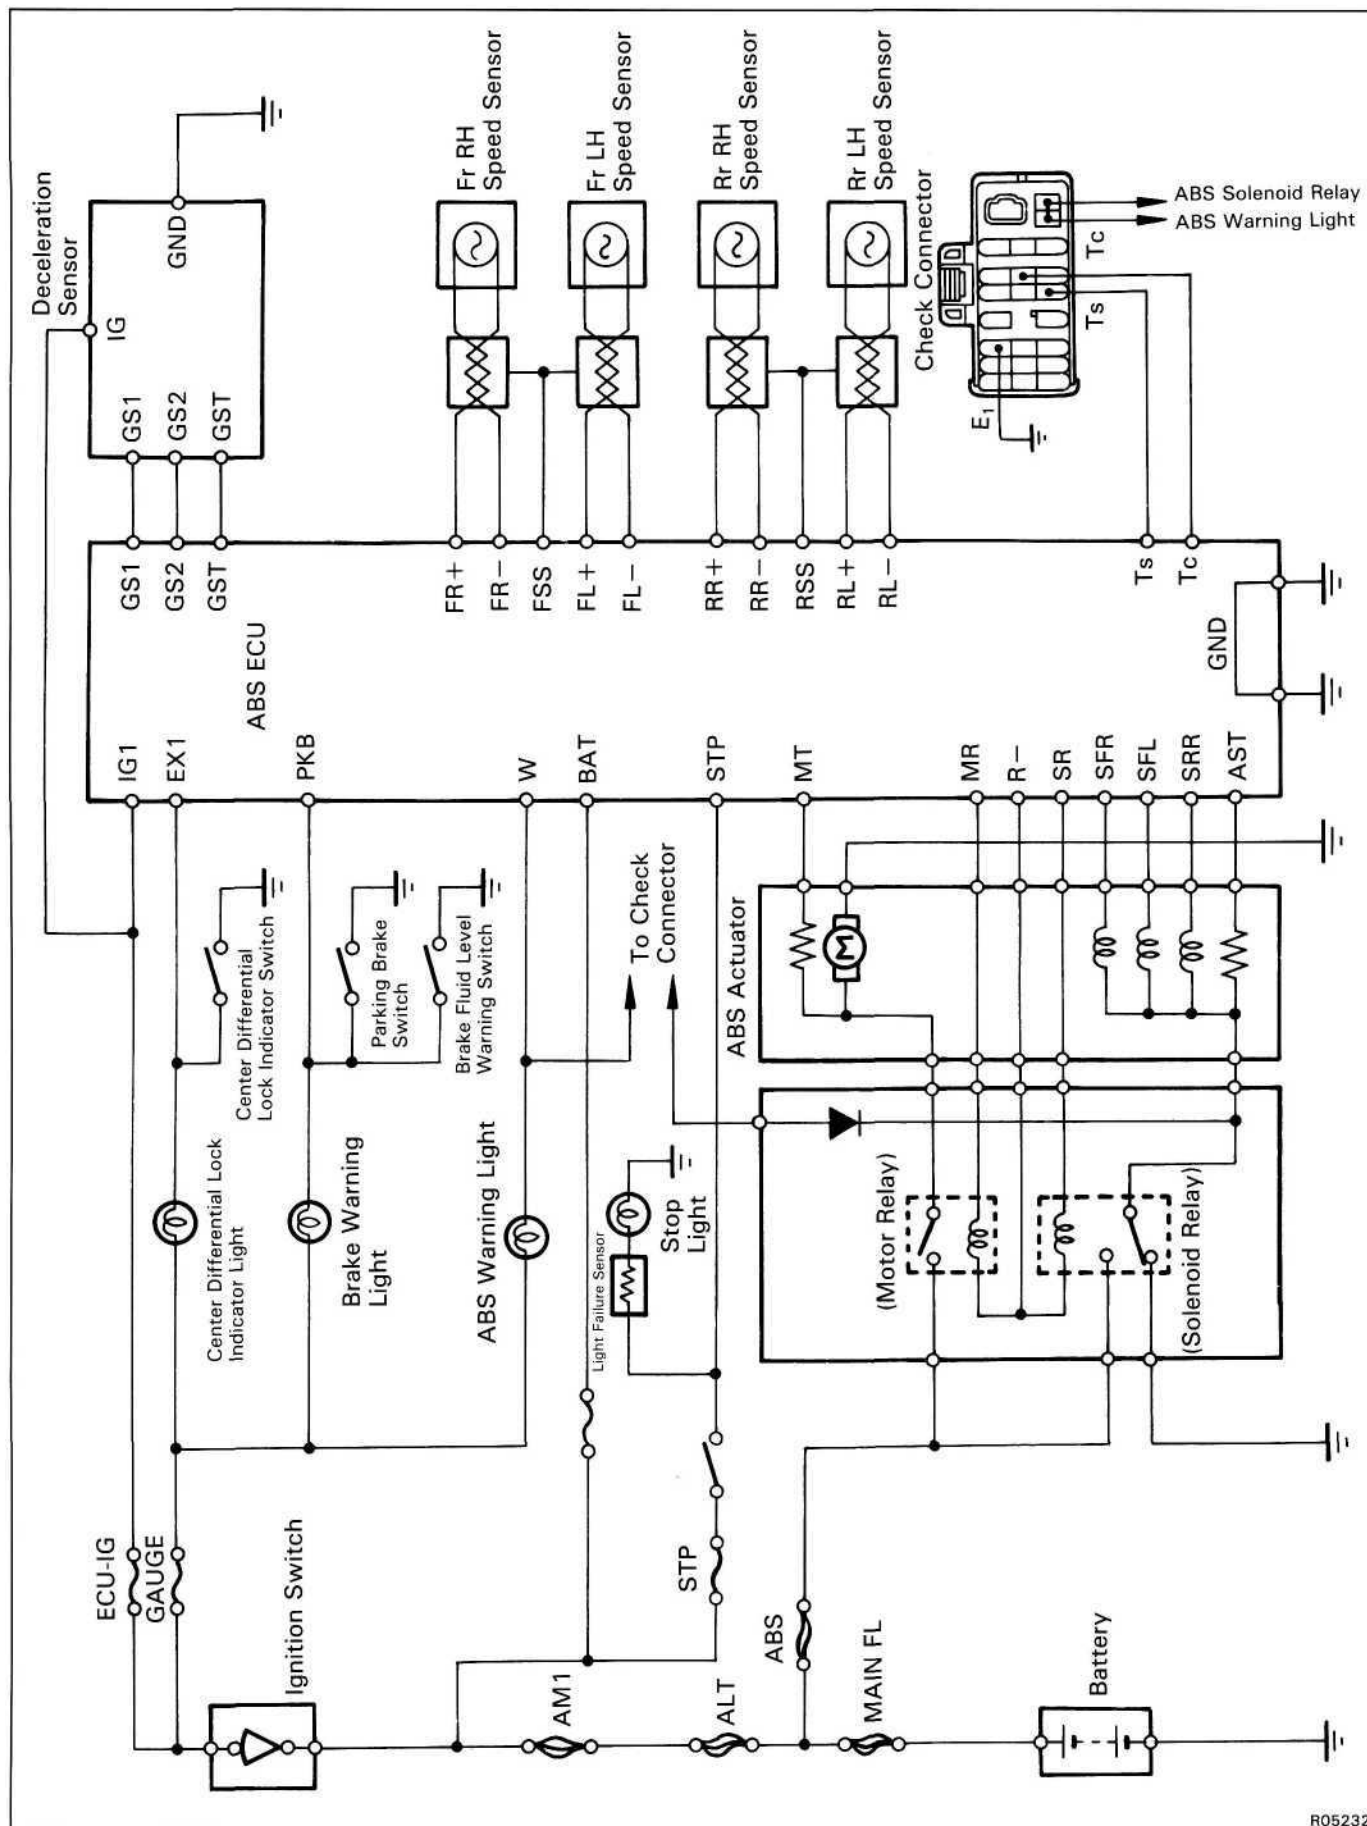 Deceleration
Sensor
IG
GND
GS1
GS2
GST
Fr RH
Speed Sensor
Fr LH
Speed Sensor
Rr RH
Speed Sensor
Rr LH
Speed Sensor
Check Connector
ABS Solenoid Relay
ABS Warning Light
Tc
Ts
E1
GS1
GS2
GST
FR+
FR−
FSS
FL+
FL−
RR+
RR−
RSS
RL+
RL−
Ts
Tc
ABS ECU
GND
IG1
EX1
PKB
W
BAT
STP
MT
MR
R−
SR
SFR
SFL
SRR
AST
Center Differential
Lock Indicator Switch
Parking Brake
Switch
Brake Fluid Level
Warning Switch
To Check
Connector
ABS Actuator
M
Center Differential Lock
Indicator Light
Brake Warning
Light
ABS Warning Light
Light Failure Sensor
Stop
Light
(Motor Relay)
(Solenoid Relay)
ECU-IG
GAUGE
STP
Ignition Switch
AM1
ALT
ABS
MAIN FL
Battery
R05232